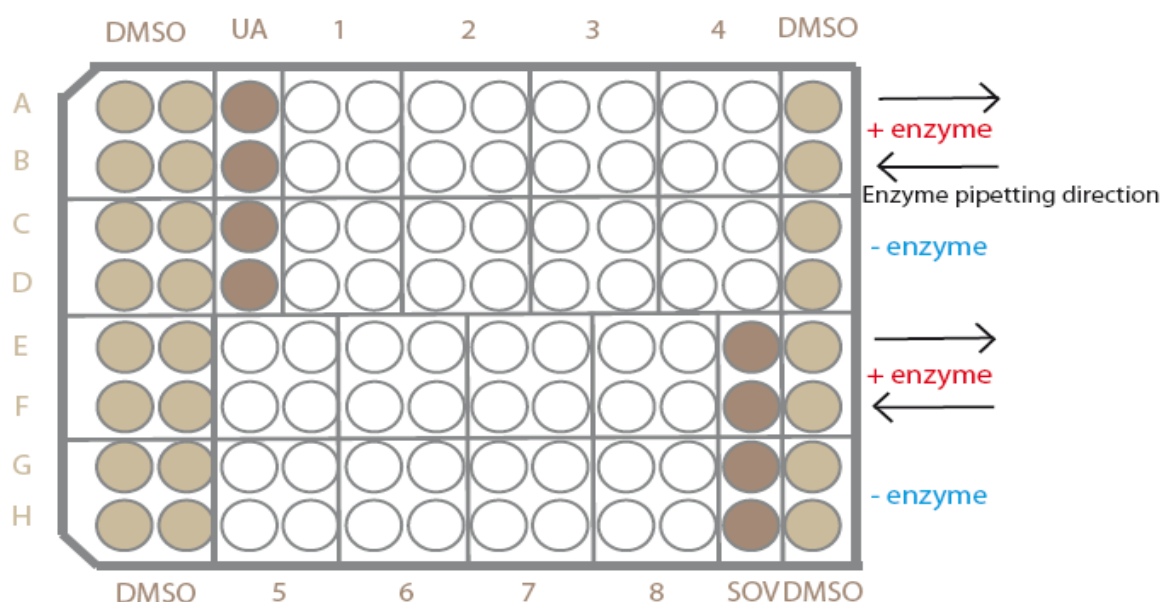 DMSO UA 1 2 3 4 DMSO
A
+ enzyme
B
Enzyme pipetting direction
C
- enzyme
D
E
+ enzyme
F
G
- enzyme
H
DMSO 5 6 7 8 SOV DMSO